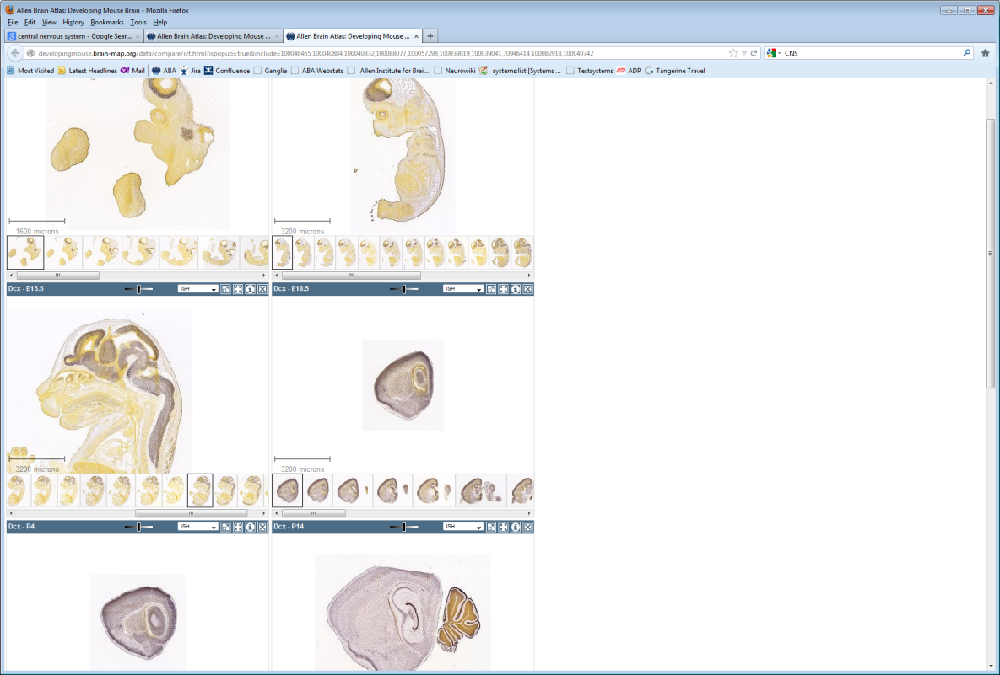 Allen Brain Atlas: Developing Mouse Brain - Mozilla Firefox
File Edit View History Bookmarks Tools Help
central nervous system - Google Sear... Allen Brain Atlas: Developing Mouse ... Allen Brain Atlas: Developing Mouse ...
developingmouse.brain-map.org/data/compare/ivt.html?ispopup=true&include=100046465,100040884,100040832,100088077,100057298,100039019,100039041,70946414,100082918,100040742 CNS
Most Visited Latest Headlines Mail ABA Jira Confluence Ganglia ABA Webstats Allen Institute for Brai... Neurowiki systems:list [Systems ... Testsystems ADP Tangerine Travel
1600 microns 3200 microns
Dcx - E15.5 ISH Dcx - E18.5 ISH
3200 microns 3200 microns
Dcx - P4 ISH Dcx - P14 ISH